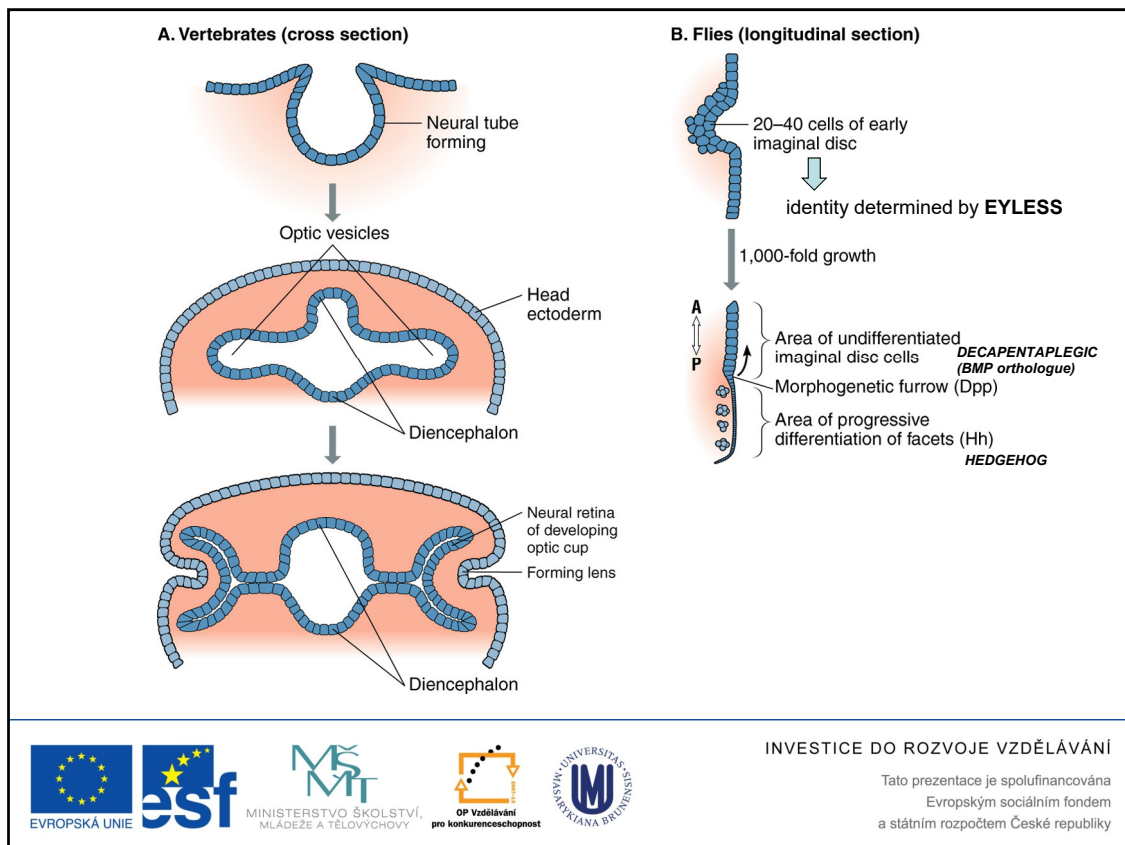 A. Vertebrates (cross section)
Neural tube
forming
Optic vesicles
Head
ectoderm
Diencephalon
Neural retina
of developing
optic cup
Forming lens
Diencephalon
B. Flies (longitudinal section)
20–40 cells of early
imaginal disc
identity determined by EYLESS
1,000-fold growth
A
P
Area of undifferentiated
imaginal disc cells
DECAPENTAPLEGIC
(BMP orthologue)
Morphogenetic furrow (Dpp)
Area of progressive
differentiation of facets (Hh)
HEDGEHOG
EVROPSKÁ UNIE
esf
MŠMT
MINISTERSTVO ŠKOLSTVÍ,
MLÁDEŽE A TĚLOVÝCHOVY
2007-13
OP Vzdělávání
pro konkurenceschopnost
UNIVERSITAS
MASARYKIANA BRUNENSIS
INVESTICE DO ROZVOJE VZDĚLÁVÁNÍ
Tato prezentace je spolufinancována
Evropským sociálním fondem
a státním rozpočtem České republiky